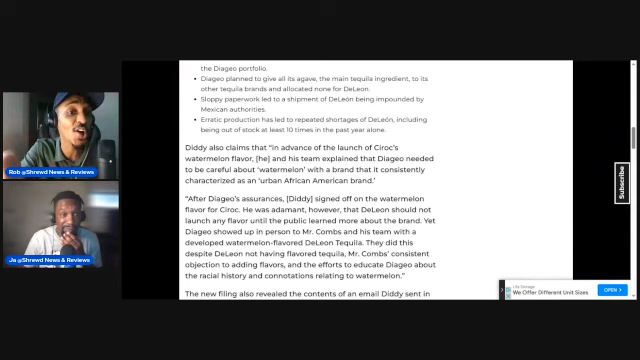 the Diageo portfolio.
• Diageo planned to give all its agave, the main tequila ingredient, to its
other tequila brands and allocated none for DeLeon.
• Sloppy paperwork led to a shipment of DeLeón being impounded by
Mexican authorities.
• Erratic production has led to repeated shortages of DeLeón, including
being out of stock at least 10 times in the past year alone.
Diddy also claims that “in advance of the launch of Ciroc’s
watermelon flavor, [he] and his team explained that Diageo needed
to be careful about ‘watermelon’ with a brand that it consistently
characterized as an ‘urban African American brand.’
“After Diageo’s assurances, [Diddy] signed off on the watermelon
flavor for Ciroc. He was adamant, however, that DeLeon should not
launch any flavor until the public learned more about the brand. Yet
Diageo showed up in person to Mr. Combs and his team with a
developed watermelon-flavored DeLeon Tequila. They did this
despite DeLeon not having flavored tequila, Mr. Combs’ consistent
objection to adding flavors, and the efforts to educate Diageo about
the racial history and connotations relating to watermelon.”
The new filing also revealed the contents of an email Diddy sent in
Rob @Shrewd News & Reviews
Ja @Shrewd News & Reviews
Subscribe
Life Storage
We Offer Different Unit Sizes
OPEN